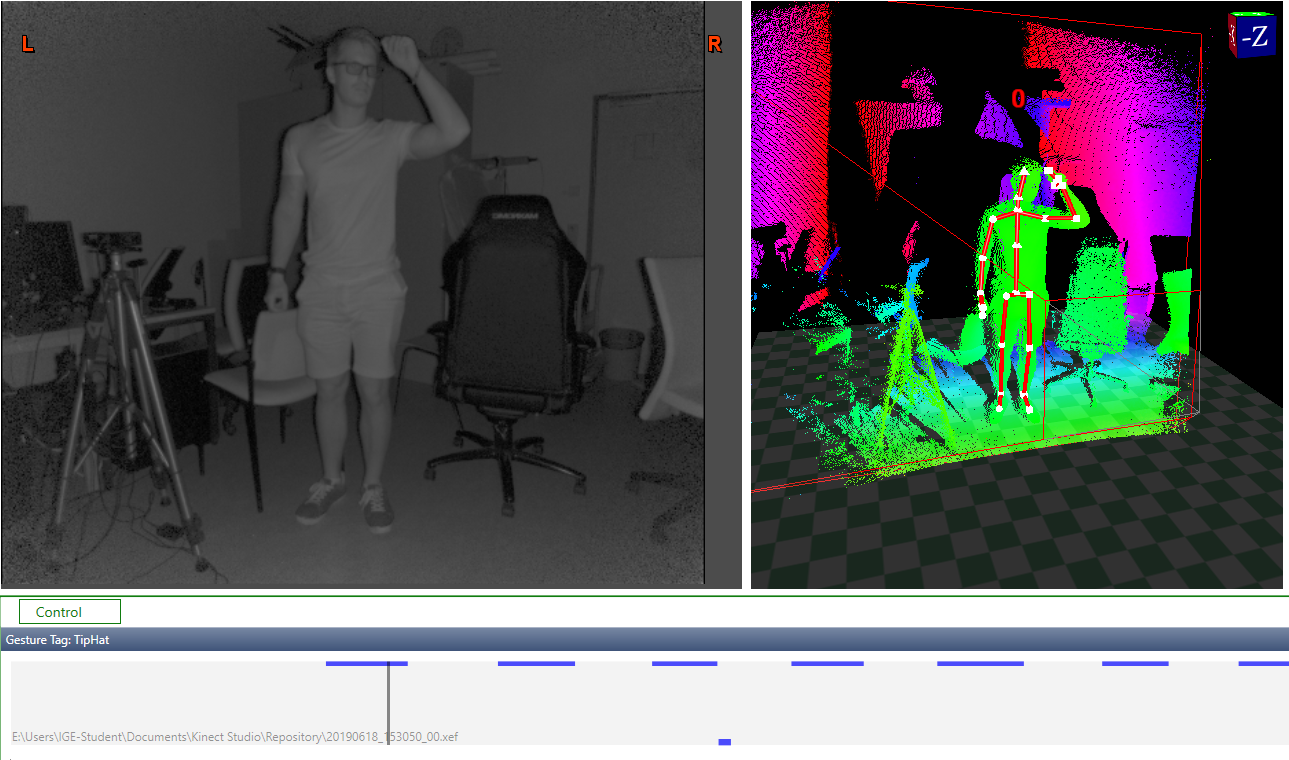 L
R
0
-Z
Control
Gesture Tag: TipHat
E:\Users\IGE-Student\Documents\Kinect Studio\Repository\20190618_153050_00.xef